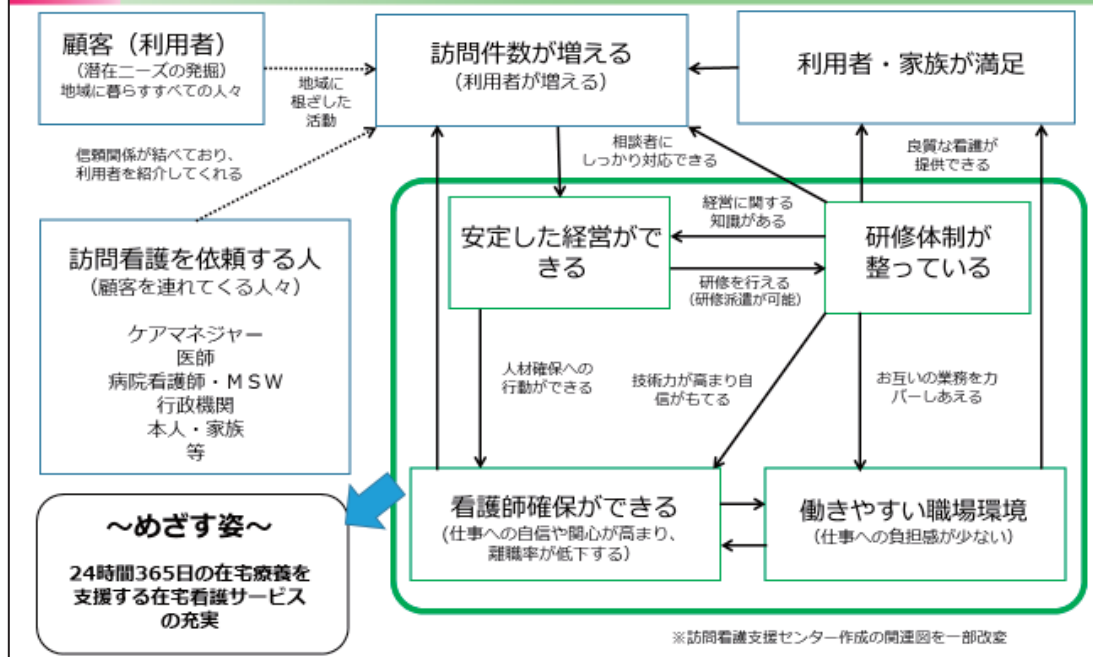 顧客（利用者）
（潜在ニーズの発掘）
地域に暮らすすべての人々
地域に
根ざした
活動
訪問件数が増える
（利用者が増える）
利用者・家族が満足
信頼関係が結べており、
利用者を紹介してくれる
相談者に
しっかり対応できる
良質な看護が
提供できる
訪問看護を依頼する人
（顧客を連れてくる人々）
ケアマネジャー
医師
病院看護師・ＭＳＷ
行政機関
本人・家族
等
安定した経営がで
きる
経営に関する
知識がある
研修を行える
（研修派遣が可能）
研修体制が
整っている
人材確保への
行動ができる
技術力が高まり自
信がもてる
お互いの業務をカ
バーしあえる
看護師確保ができる
（仕事への自信や関心が高まり、
離職率が低下する）
働きやすい職場環境
（仕事への負担感が少ない）
～めざす姿～
24時間365日の在宅療養を
支援する在宅看護サービス
の充実
※訪問看護支援センター作成の関連図を一部改変